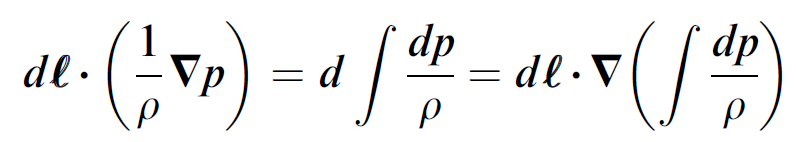 dℓ · (1/ρ ∇p) = d ∫ dp/ρ = dℓ · ∇(∫ dp/ρ)